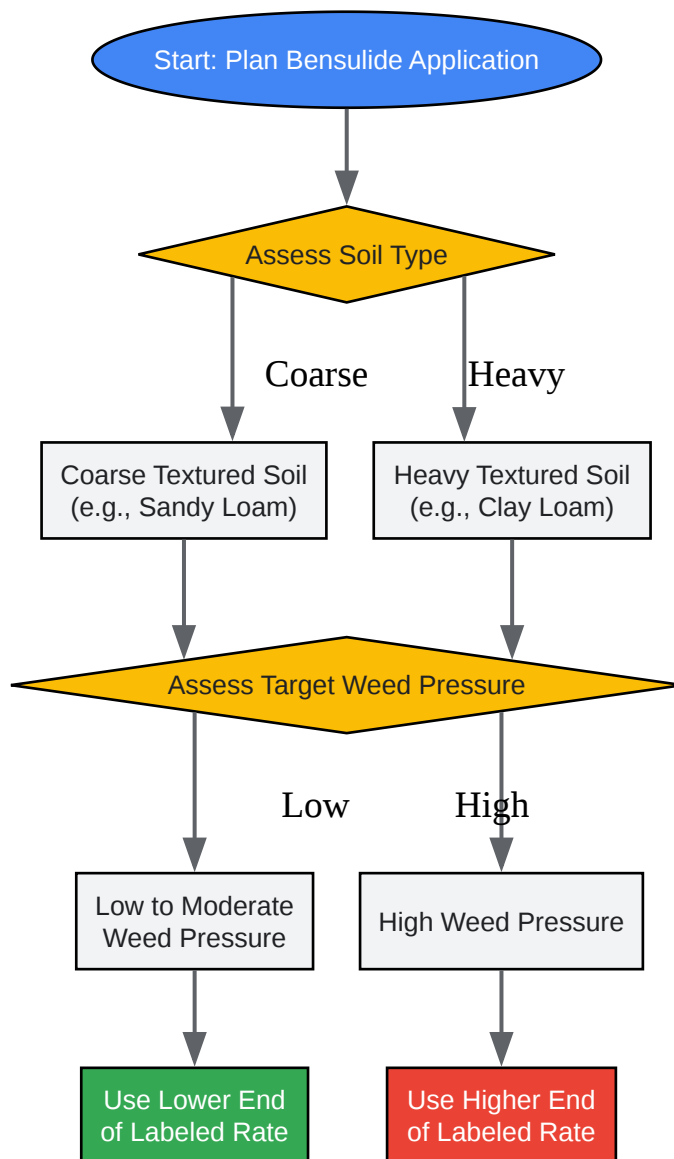 Start: Plan Bensulide Application
Assess Soil Type
Coarse
Heavy
Coarse Textured Soil
(e.g., Sandy Loam)
Heavy Textured Soil
(e.g., Clay Loam)
Assess Target Weed Pressure
Low
High
Low to Moderate
Weed Pressure
High Weed Pressure
Use Lower End
of Labeled Rate
Use Higher End
of Labeled Rate